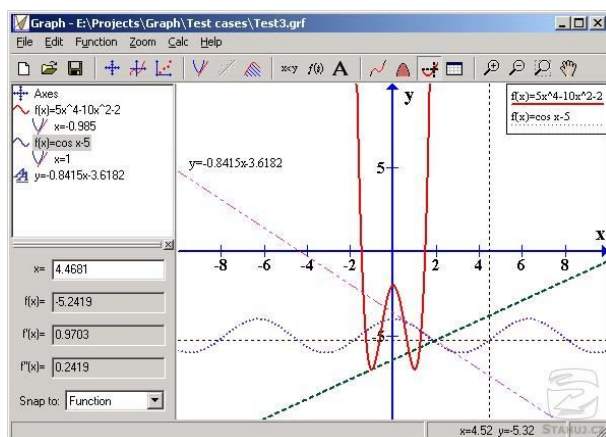 Graph - E:\Projects\Graph\Test cases\Test3.grf
File Edit Function Zoom Calc Help
x<y f(x) A
Axes
f(x)=5x^4-10x^2-2
x=-0.985
f(x)=cos x-5
x=1
y=-0.8415x-3.6182
x= 4.4681
f(x)= -5.2419
f'(x)= 0.9703
f''(x)= 0.2419
Snap to: Function
y
f(x)=5x^4-10x^2-2
f(x)=cos x-5
5
y=-0.8415x-3.6182
x
-8 -6 -4 -2 2 4 6 8
-5
STAHUJ.CZ
x=4.52 y=-5.32